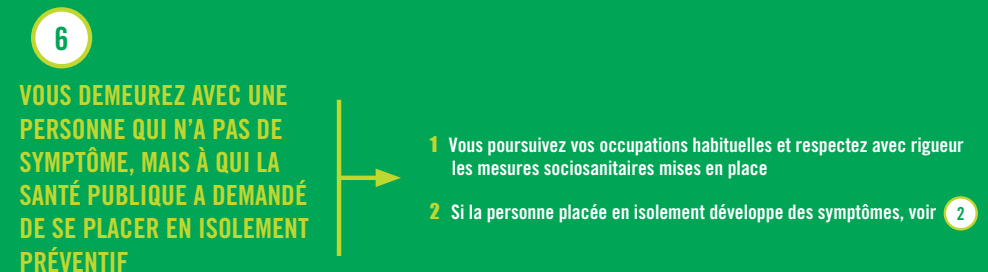 6
VOUS DEMEUREZ AVEC UNE
PERSONNE QUI N'A PAS DE
SYMPTÔME, MAIS À QUI LA
SANTÉ PUBLIQUE A DEMANDÉ
DE SE PLACER EN ISOLEMENT
PRÉVENTIF
1 Vous poursuivez vos occupations habituelles et respectez avec rigueur
les mesures sociosanitaires mises en place
2 Si la personne placée en isolement développe des symptômes, voir 2